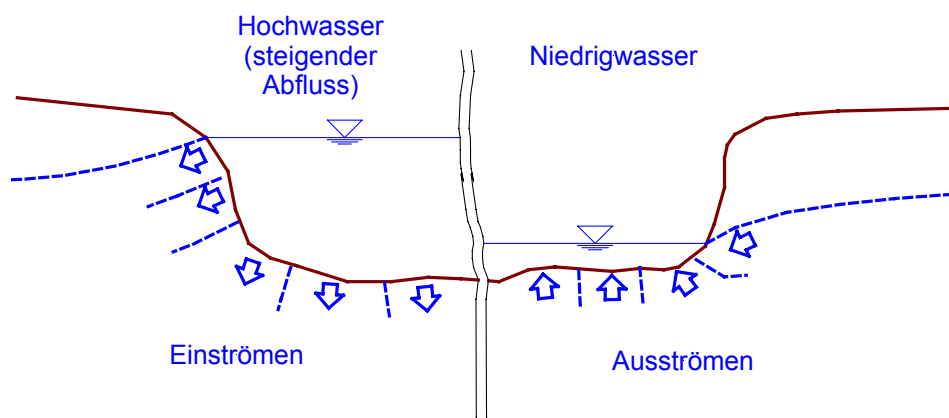 Hochwasser
(steigender
Abfluss)
Niedrigwasser
Einströmen
Ausströmen